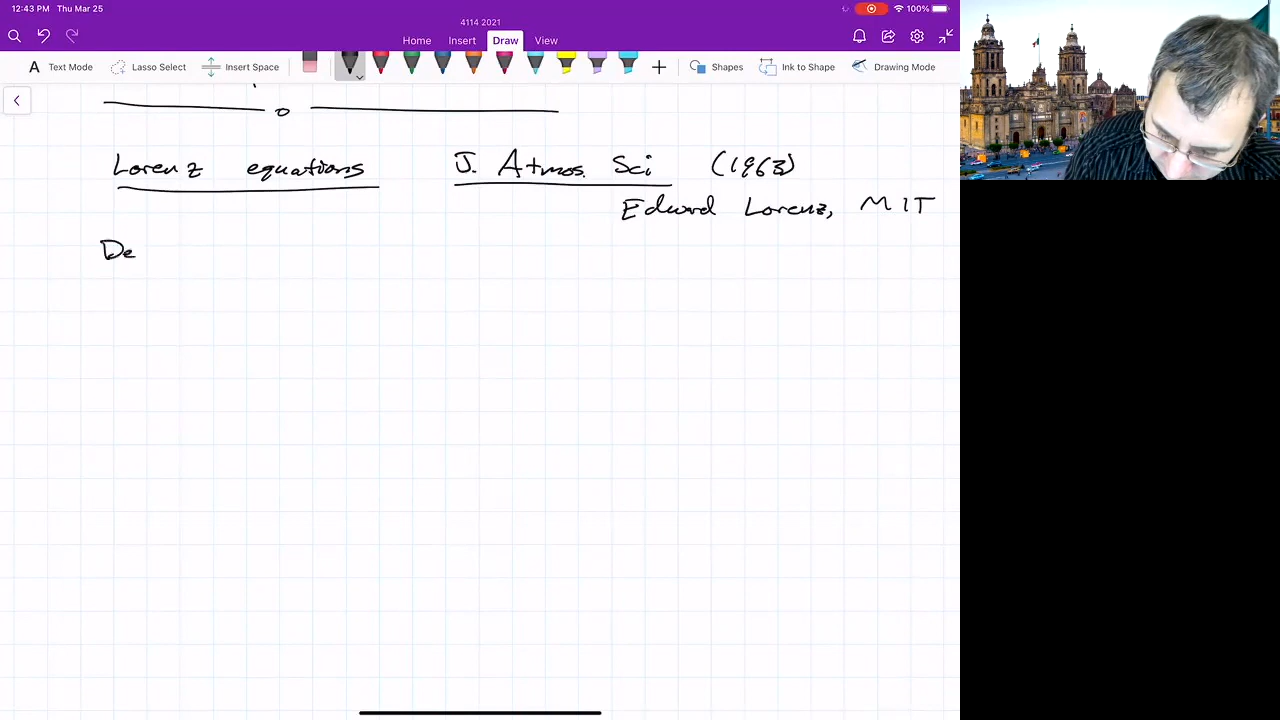 12:43 PM Thu Mar 25
100%
4114 2021
Home Insert Draw View
Text Mode Lasso Select Insert Space Shapes Ink to Shape Drawing Mode
Lorenz equations J. Atmos. Sci (1963)
Edward Lorenz, MIT
De